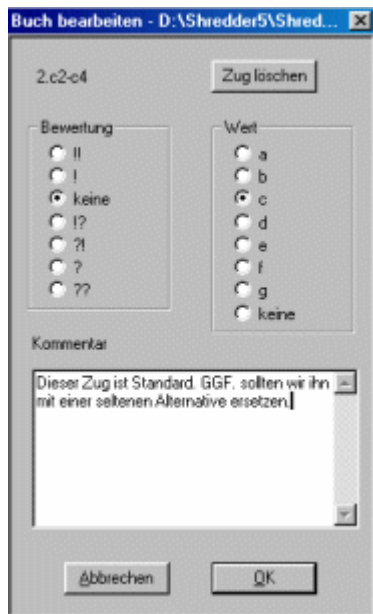 Buch bearbeiten - D:\Shredder5\Shred...
2.c2-c4
Zug löschen
Bewertung
!!
!
keine
!?
?!
?
??
Wert
a
b
c
d
e
f
g
keine
Kommentar
Dieser Zug ist Standard. GGF. sollten wir ihn
mit einer seltenen Alternative ersetzen.
Abbrechen
OK